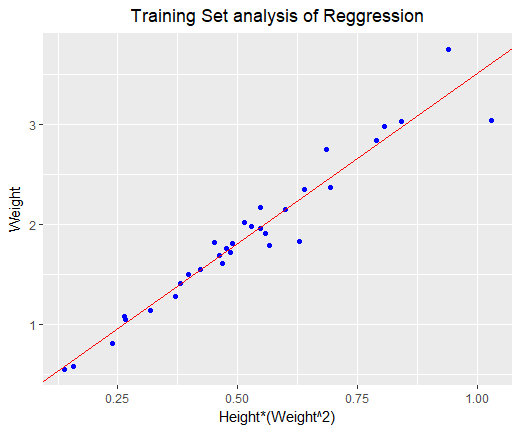 Training Set analysis of Reggression
Weight
3
2
1
0.25 0.50 0.75 1.00
Height*(Weight^2)